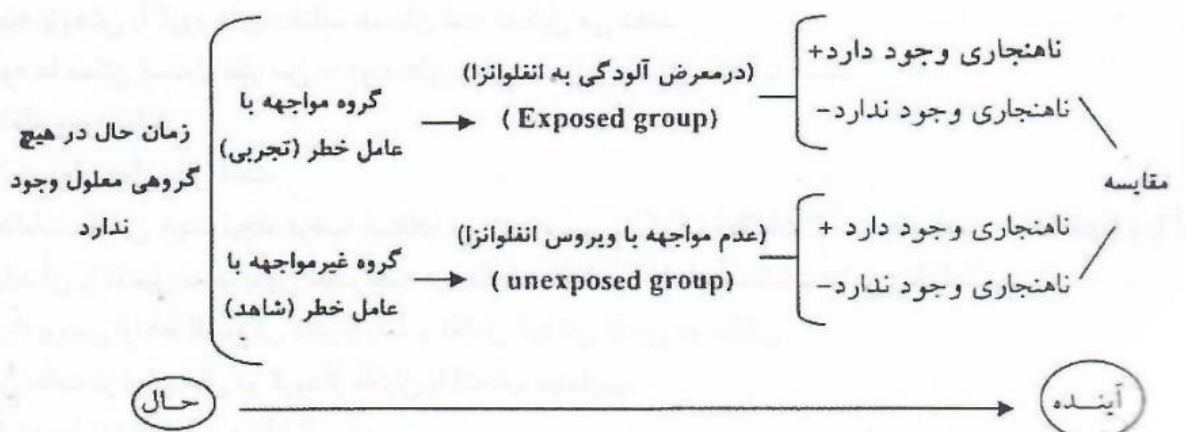 زمان حال در هیچ
گروهی معلول وجود
ندارد
گروه مواجهه با
عامل خطر (تجربی)
(درمعرض آلودگی به انفلوانزا)
( Exposed group)
ناهنجاری وجود دارد+
ناهنجاری وجود ندارد–
گروه غیرمواجهه با
عامل خطر (شاهد)
(عدم مواجهه با ویروس انفلوانزا)
( unexposed group)
ناهنجاری وجود دارد +
ناهنجاری وجود ندارد–
مقایسه
حـال
آینـده